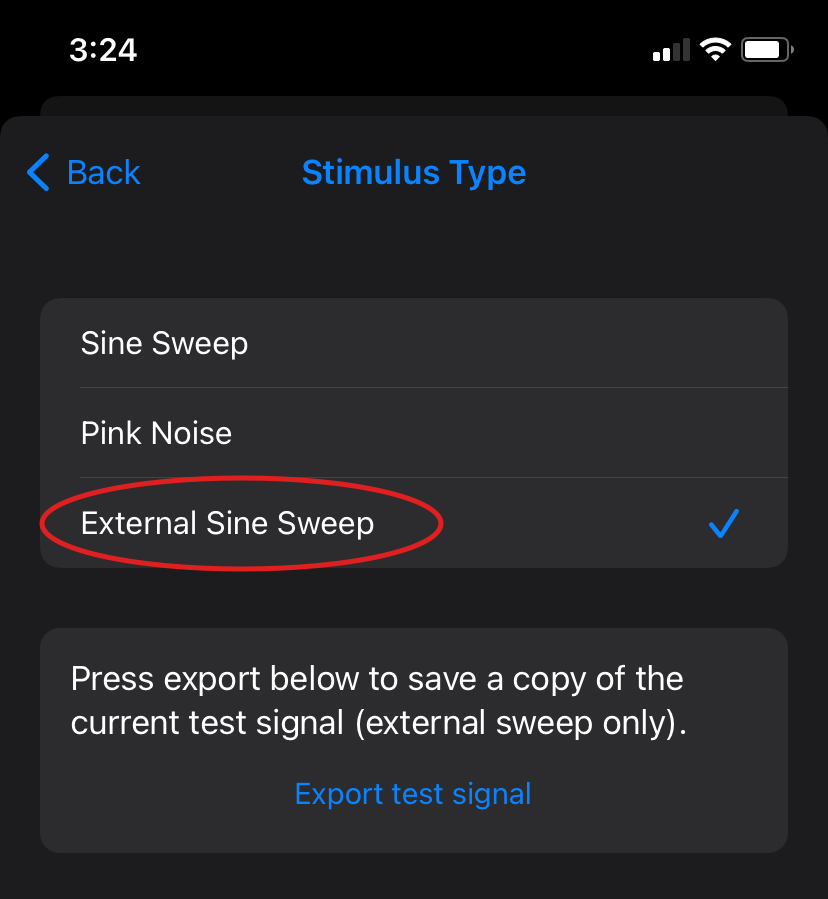 3:24
Back
Stimulus Type
Sine Sweep
Pink Noise
External Sine Sweep
Press export below to save a copy of the
current test signal (external sweep only).
Export test signal